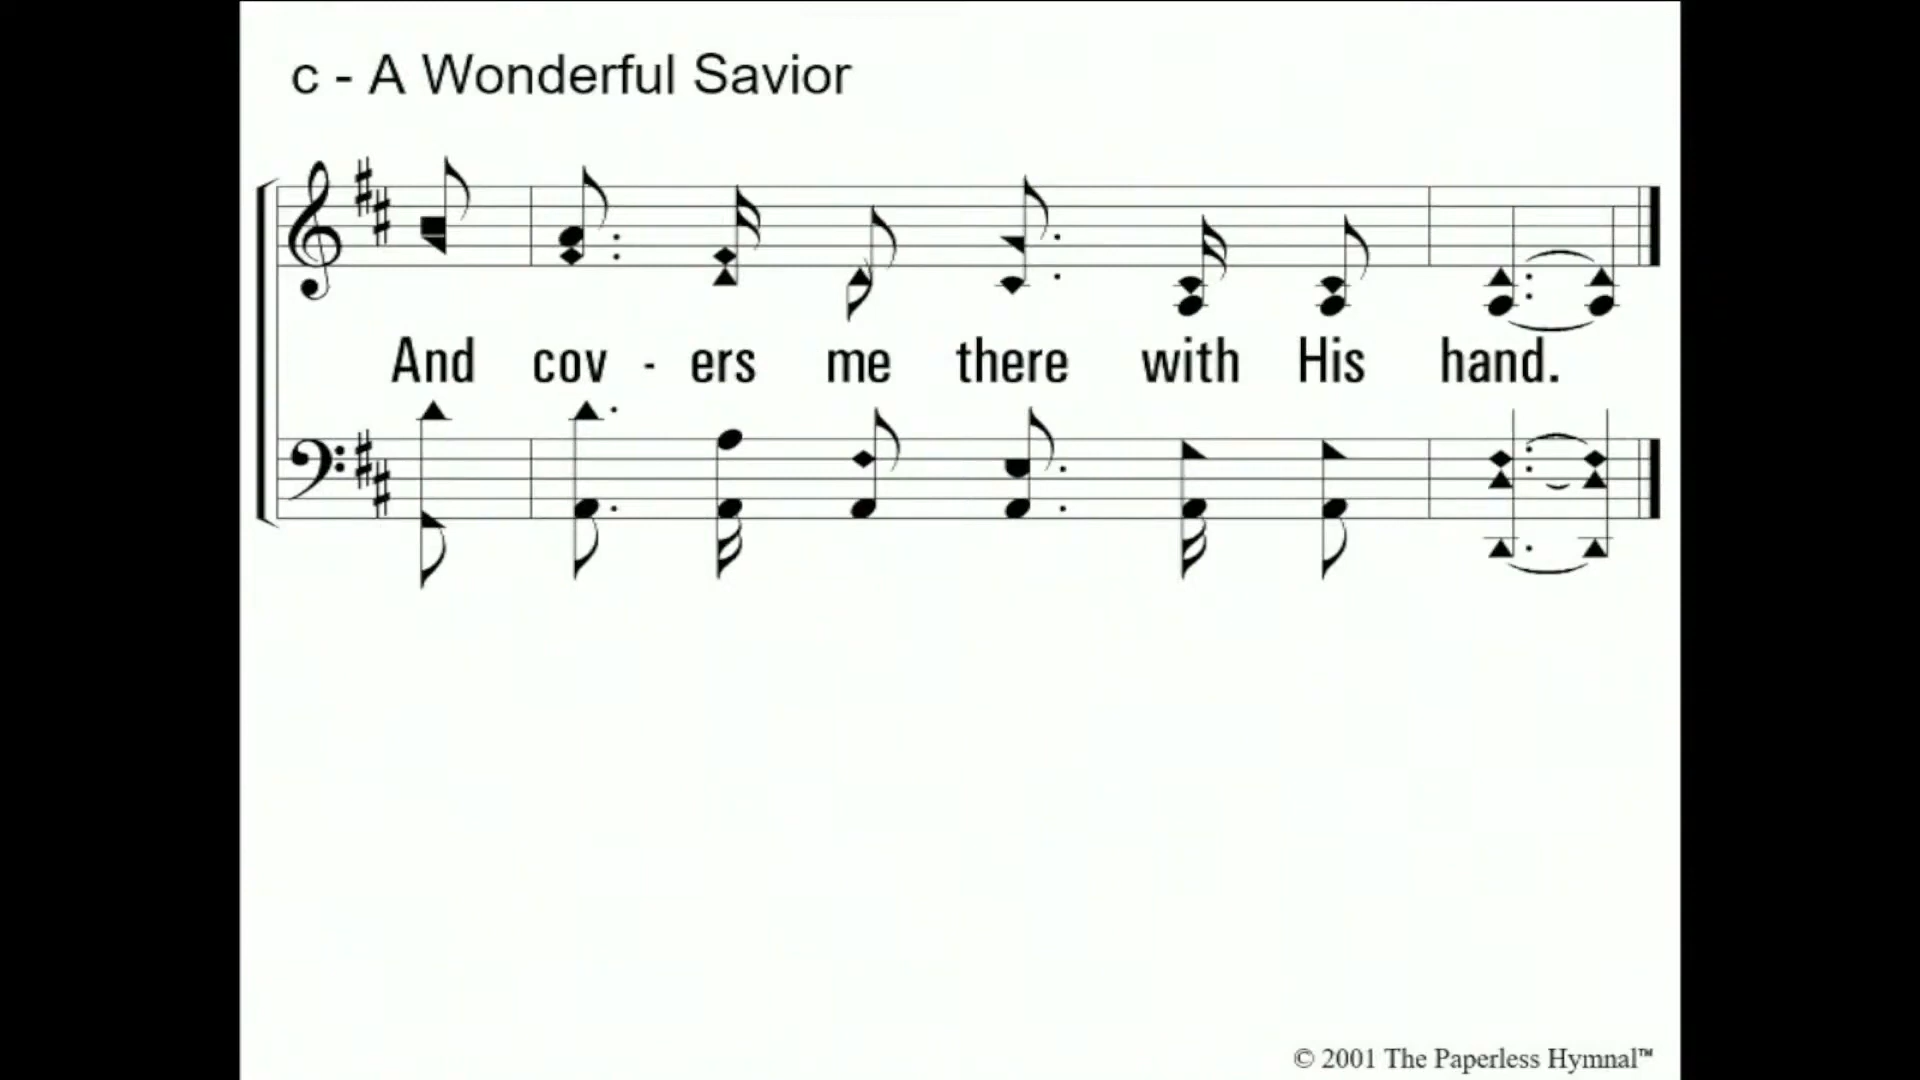 c - A Wonderful Savior
And cov - ers me there with His hand.
© 2001 The Paperless Hymnal™